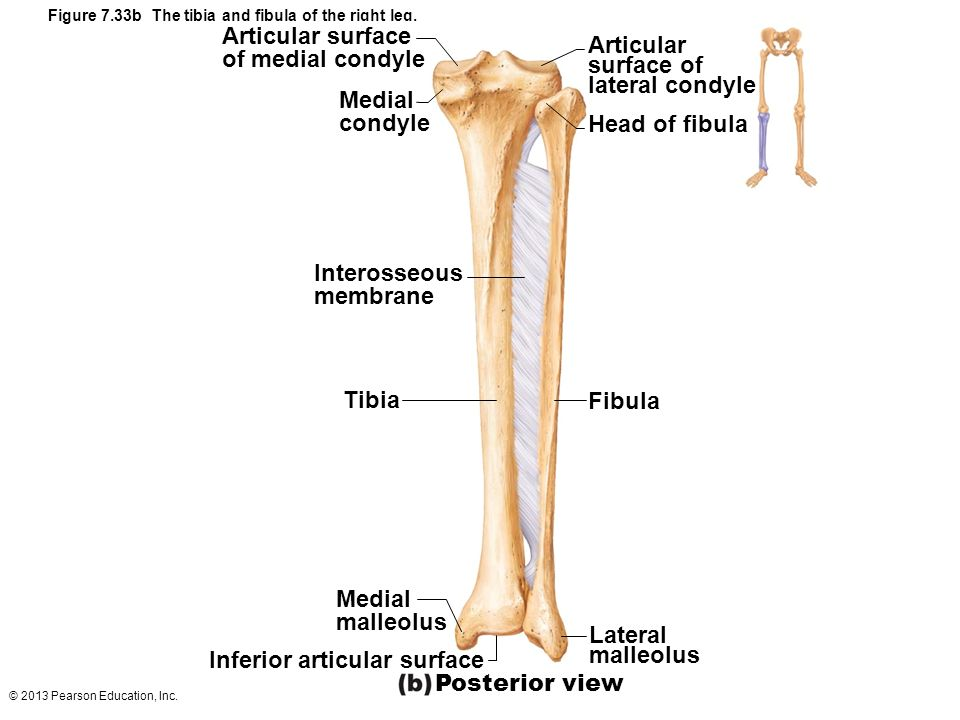 Figure 7.33b The tibia and fibula of the right leg.
Articular surface
of medial condyle
Articular
surface of
lateral condyle
Medial
condyle
Head of fibula
Interosseous
membrane
Tibia
Fibula
Medial
malleolus
Lateral
malleolus
Inferior articular surface
(b) Posterior view
© 2013 Pearson Education, Inc.